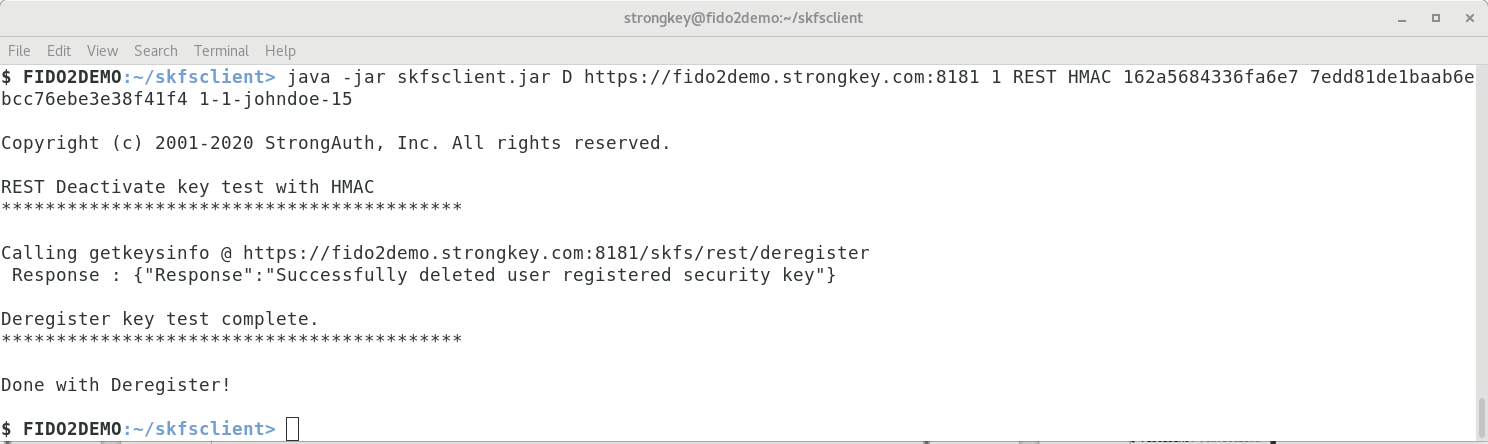 strongkey@fido2demo:~/skfsclient
File Edit View Search Terminal Help
$ FIDO2DEMO:~/skfsclient> java -jar skfsclient.jar D https://fido2demo.strongkey.com:8181 1 REST HMAC 162a5684336fa6e7 7edd81de1baab6e
bcc76ebe3e38f41f4 1-1-johndoe-15
Copyright (c) 2001-2020 StrongAuth, Inc. All rights reserved.
REST Deactivate key test with HMAC
******************************************
Calling getkeysinfo @ https://fido2demo.strongkey.com:8181/skfs/rest/deregister
Response : {"Response":"Successfully deleted user registered security key"}
Deregister key test complete.
******************************************
Done with Deregister!
$ FIDO2DEMO:~/skfsclient>